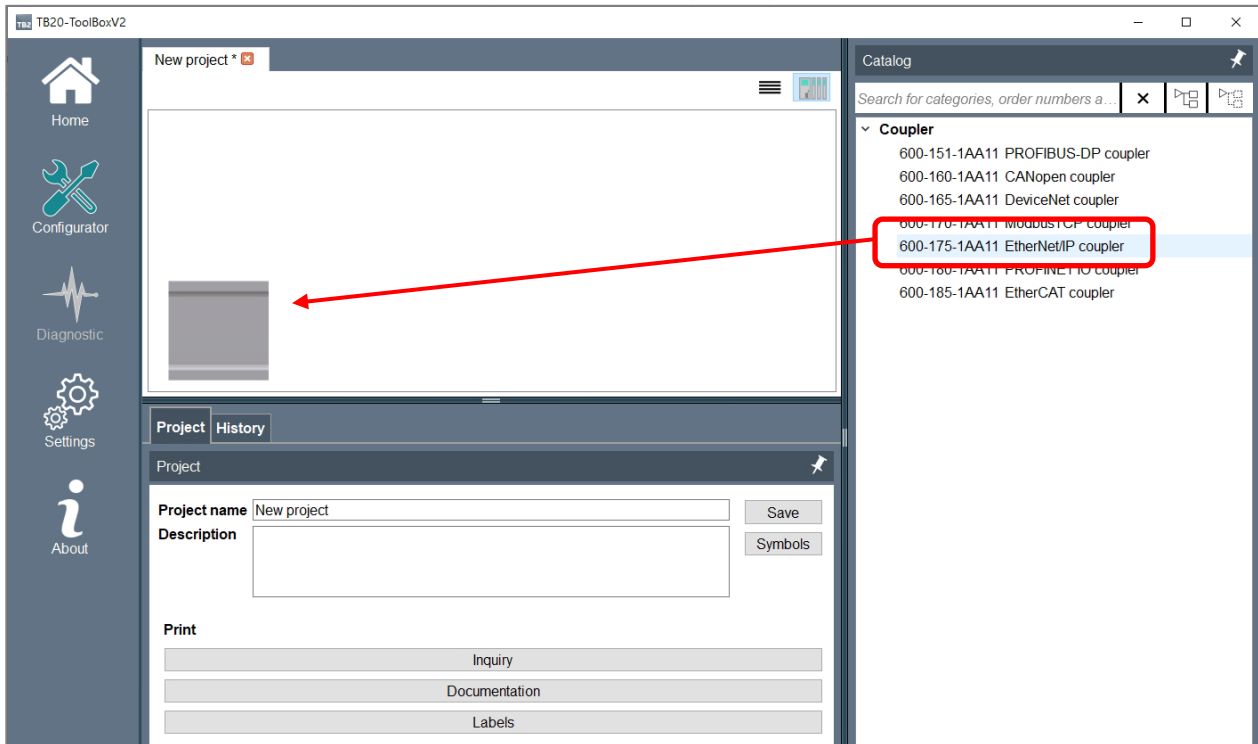 TB2 TB20-ToolBoxV2
Home
Configurator
Diagnostic
Settings
About
New project *
Project History
Project
Project name New project Save
Description Symbols
Print
Inquiry
Documentation
Labels
Catalog
Search for categories, order numbers a...
Coupler
600-151-1AA11 PROFIBUS-DP coupler
600-160-1AA11 CANopen coupler
600-165-1AA11 DeviceNet coupler
600-170-1AA11 ModbusTCP coupler
600-175-1AA11 EtherNet/IP coupler
600-180-1AA11 PROFINET IO coupler
600-185-1AA11 EtherCAT coupler